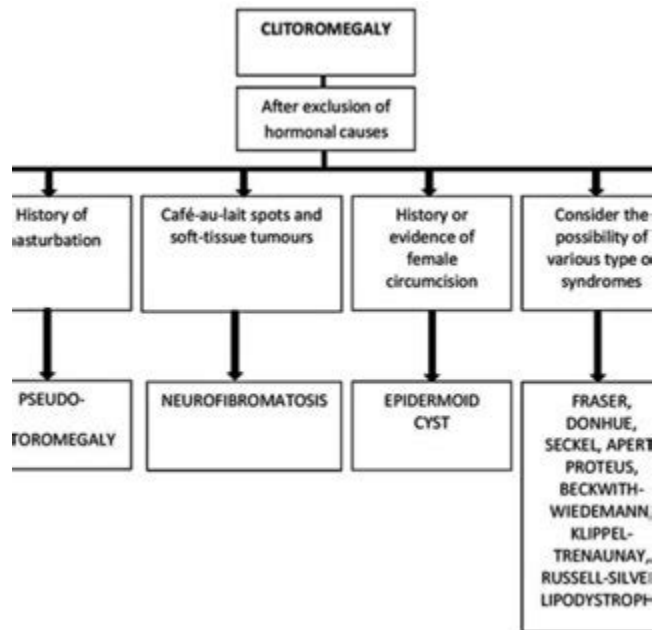 CLITOROMEGALY
After exclusion of
hormonal causes
History of
masturbation
Café-au-lait spots and
soft-tissue tumours
History or
evidence of
female
circumcision
Consider the
possibility of
various type o
syndromes
PSEUDO-
TOROMEGALY
NEUROFIBROMATOSIS
EPIDERMOID
CYST
FRASER,
DONHUE,
SECKEL, APERT
PROTEUS,
BECKWITH-
WIEDEMANN,
KLIPPEL-
TRENAUNAY,.
RUSSELL-SILVE
LIPODYSTROPH